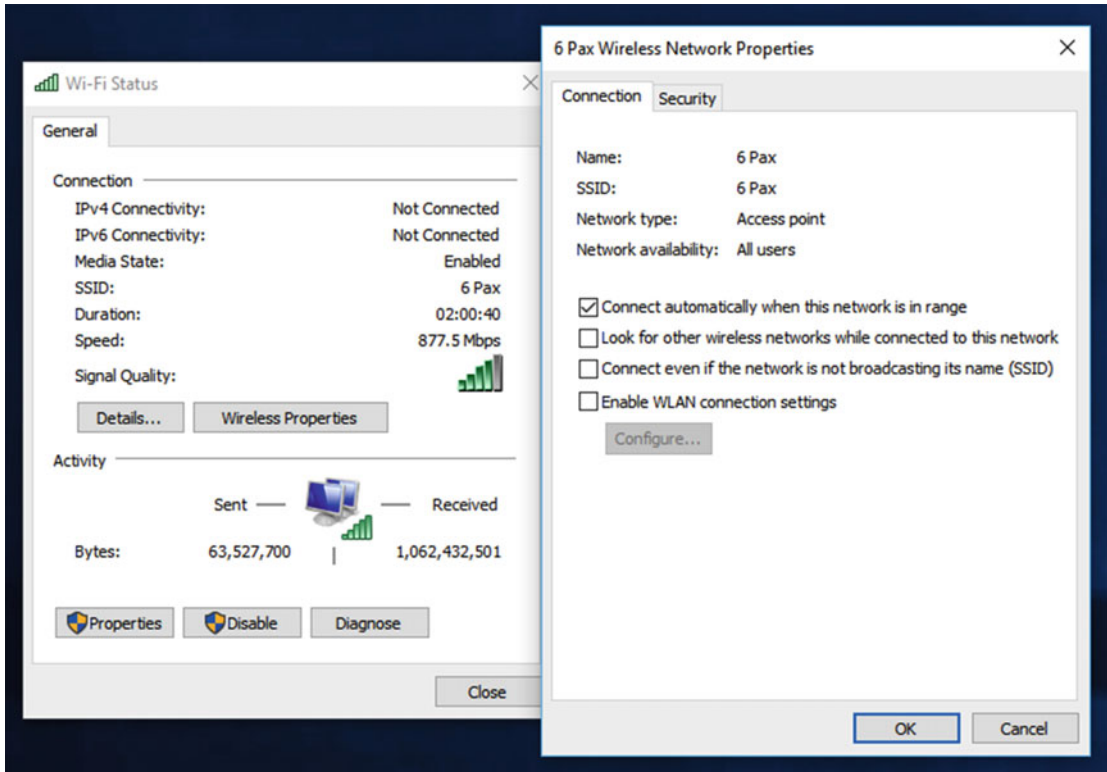 Wi-Fi Status
General
Connection
IPv4 Connectivity: Not Connected
IPv6 Connectivity: Not Connected
Media State: Enabled
SSID: 6 Pax
Duration: 02:00:40
Speed: 877.5 Mbps
Signal Quality:
Details... Wireless Properties
Activity
Sent — — Received
Bytes: 63,527,700 | 1,062,432,501
Properties Disable Diagnose
Close
6 Pax Wireless Network Properties
Connection Security
Name: 6 Pax
SSID: 6 Pax
Network type: Access point
Network availability: All users
Connect automatically when this network is in range
Look for other wireless networks while connected to this network
Connect even if the network is not broadcasting its name (SSID)
Enable WLAN connection settings
Configure...
OK Cancel